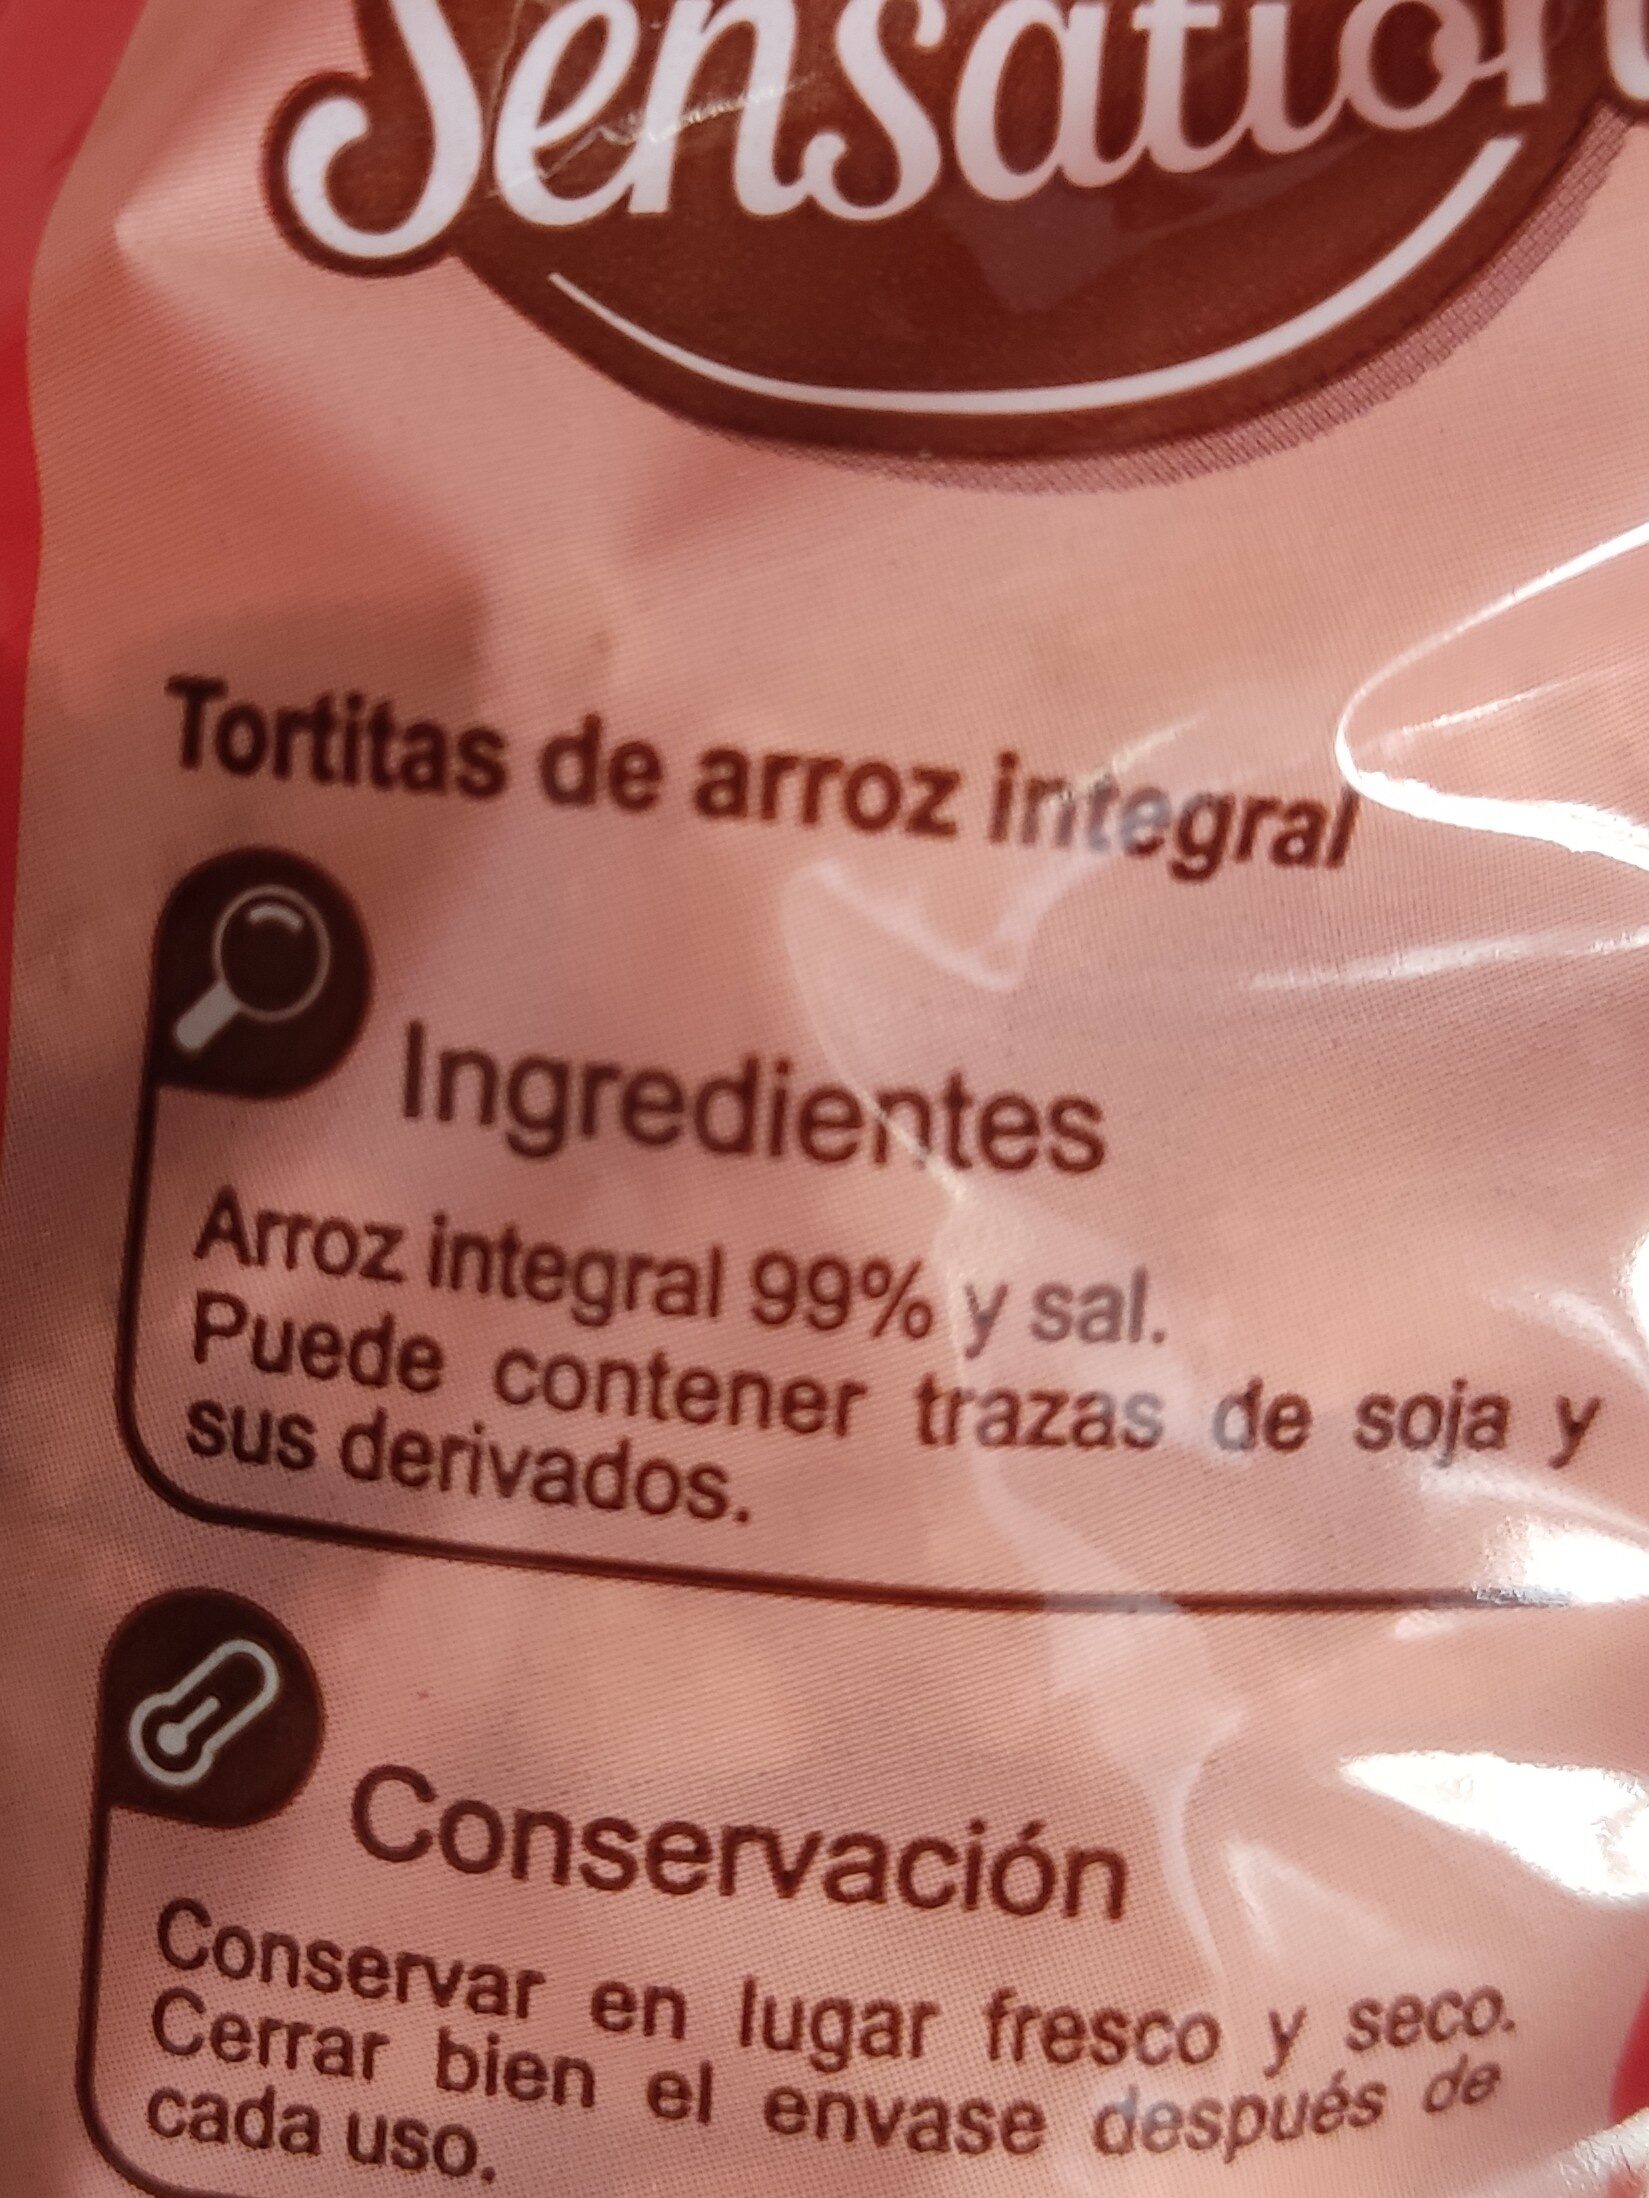 Sensation
Tortitas de arroz integral
Ingredientes
Arroz integral 99% y sal.
Puede contener trazas de soja y
sus derivados.
Conservación
Conservar en lugar fresco y seco.
Cerrar bien el envase después de
cada uso.